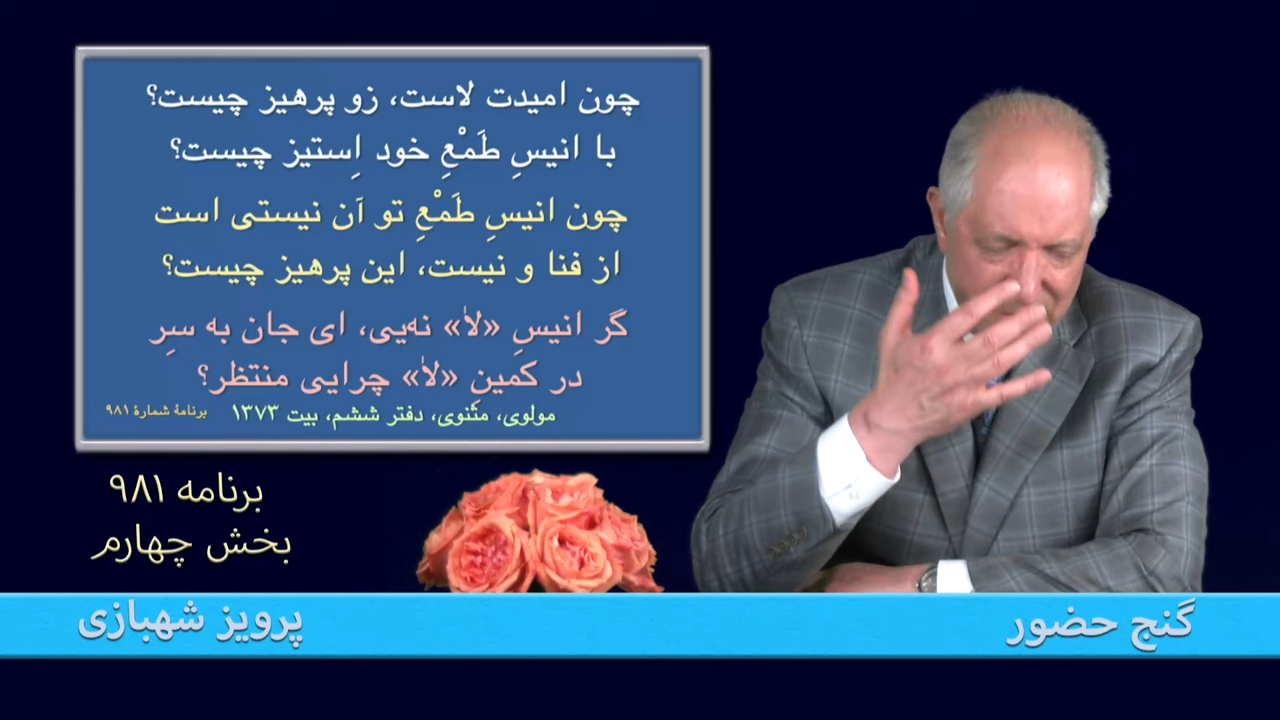 چون امیدت لاست، زو پرهیز چیست؟
با انیسِ طَمْعِ خود اِستیز چیست؟
چون انیسِ طَمْعِ تو آن نیستی است
از فنا و نیست، این پرهیز چیست؟
گر انیسِ «لا» نه‌یی، ای جان به سِر
در کمینِ «لا» چرایی منتظر؟
مولوی، مثنوی، دفتر ششم، بیت ۱۳۷۳
برنامهٔ شمارهٔ ۹۸۱
برنامه ۹۸۱
بخش چهارم
گنج حضور
پرویز شهبازی